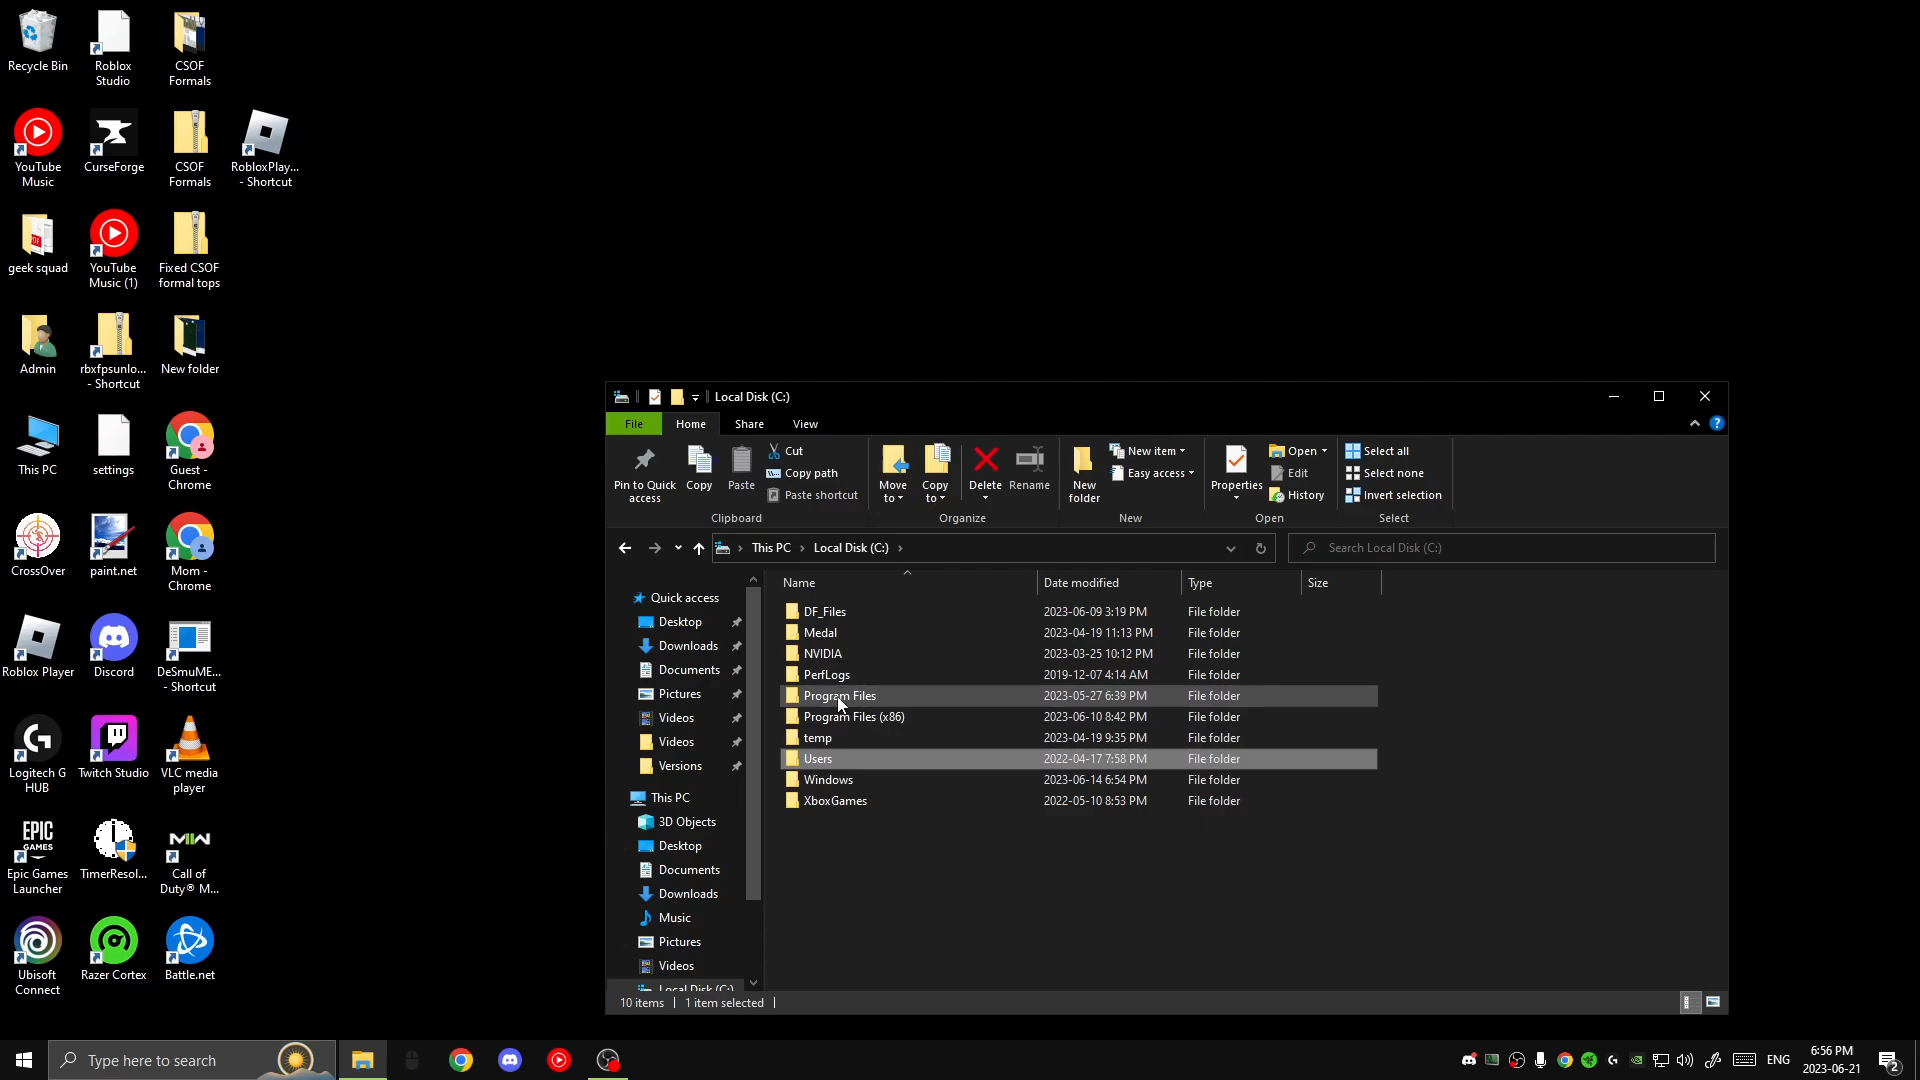 Recycle Bin
Roblox
Studio
CSOF
Formals
YouTube
Music
CurseForge
CSOF
Formals
RobloxPlay...
- Shortcut
PDF
geek squad
YouTube
Music (1)
Fixed CSOF
formal tops
Admin
rbxfpsunlo...
- Shortcut
New folder
This PC
settings
Guest -
Chrome
CrossOver
paint.net
Mom -
Chrome
Roblox Player
Discord
DeSmuME...
- Shortcut
Logitech G
HUB
Twitch Studio
VLC media
player
EPIC
GAMES
Epic Games
Launcher
TimerResol...
MW
Call of
Duty® M...
Ubisoft
Connect
Razer Cortex
Battle.net
Local Disk (C:)
File
Home
Share
View
Pin to Quick
access
Copy
Paste
Cut
Copy path
Paste shortcut
Clipboard
Move
to
Copy
to
Delete
Rename
Organize
New
folder
New item
Easy access
New
Properties
Open
Edit
History
Open
Select all
Select none
Invert selection
Select
This PC
Local Disk (C:)
Search Local Disk (C:)
Quick access
Desktop
Downloads
Documents
Pictures
Videos
Videos
Versions
This PC
3D Objects
Desktop
Documents
Downloads
Music
Pictures
Videos
Local Disk (C:)
Name Date modified Type Size
DF_Files 2023-06-09 3:19 PM File folder
Medal 2023-04-19 11:13 PM File folder
NVIDIA 2023-03-25 10:12 PM File folder
PerfLogs 2019-12-07 4:14 AM File folder
Program Files 2023-05-27 6:39 PM File folder
Program Files (x86) 2023-06-10 8:42 PM File folder
temp 2023-04-19 9:35 PM File folder
Users 2022-04-17 7:58 PM File folder
Windows 2023-06-14 6:54 PM File folder
XboxGames 2022-05-10 8:53 PM File folder
10 items
1 item selected
Type here to search
ENG
6:56 PM
2023-06-21
2